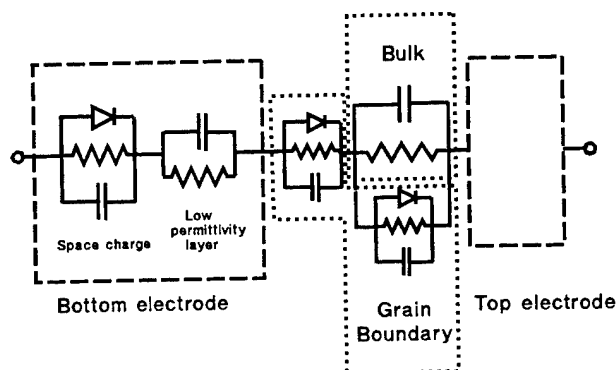 Bulk
Space charge
Low
permittivity
layer
Bottom electrode
Grain
Boundary
Top electrode